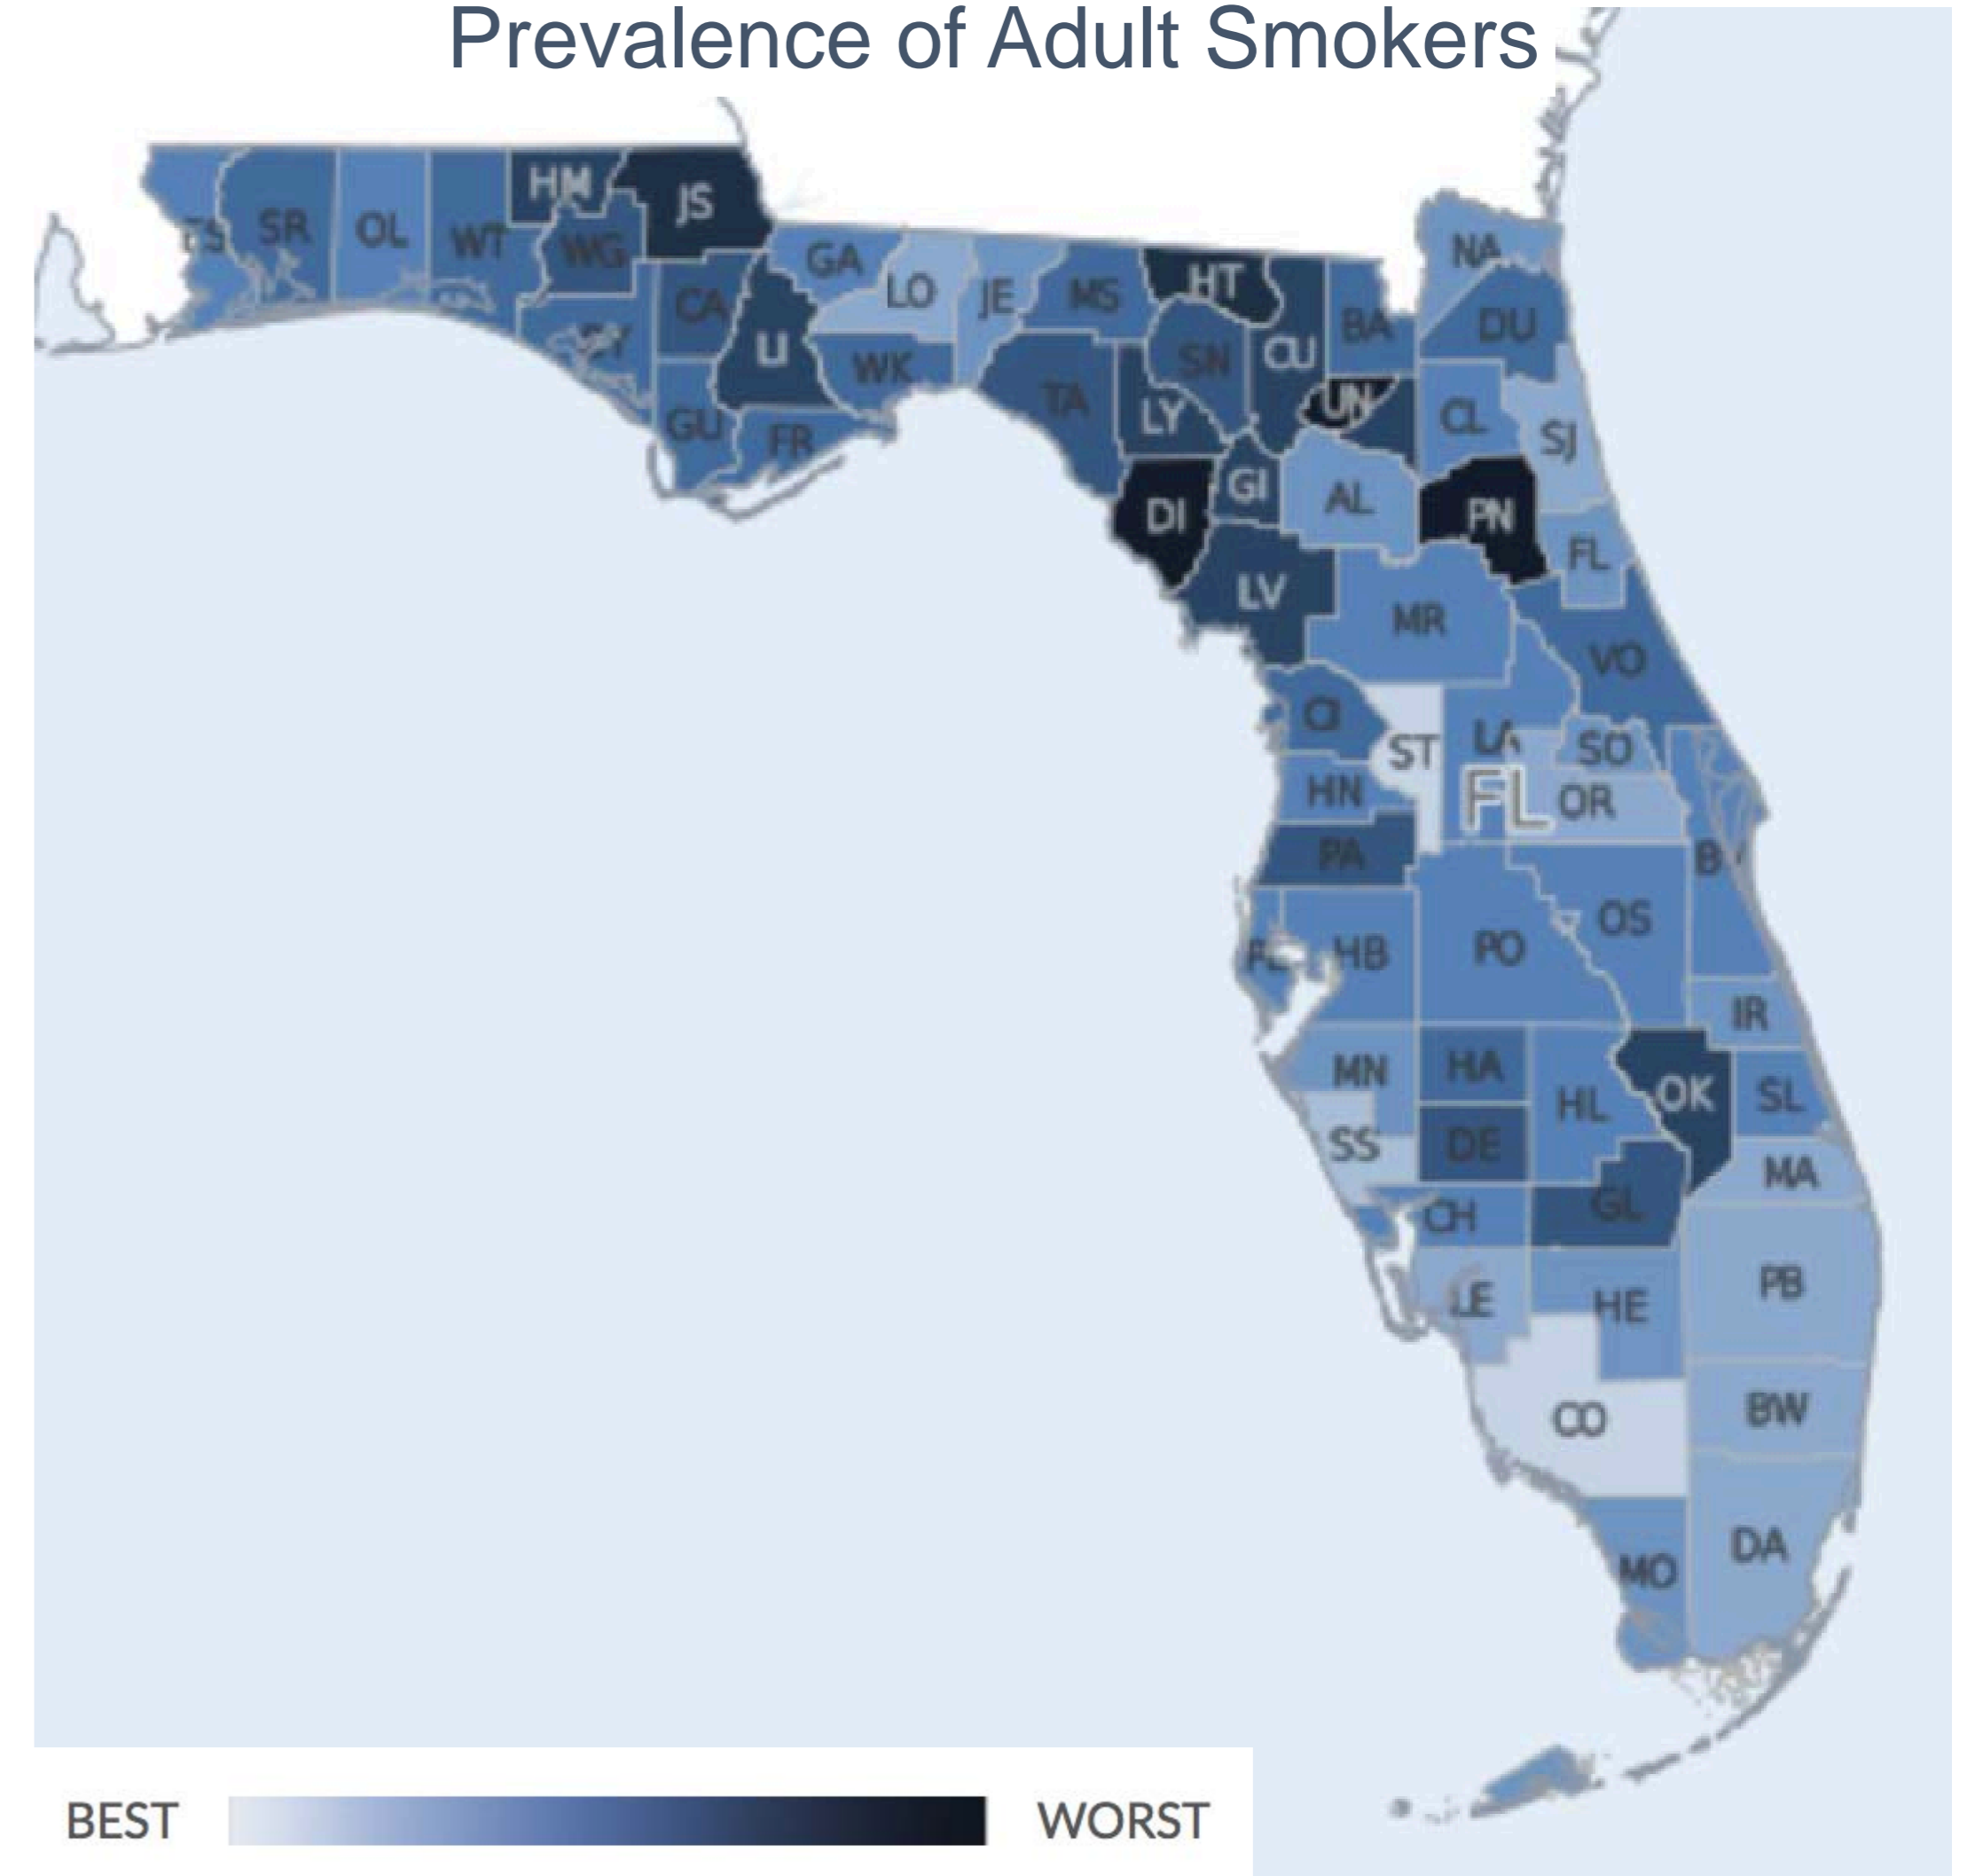 Prevalence of Adult Smokers
HM
JS
ES
SR
OL
WT
WG
GA
LO
JE
MS
HT
NA
CA
LI
WK
TA
SN
CU
BA
DU
UN
LY
CL
SJ
GU
FR
GI
AL
PN
DI
FL
LV
MR
VO
CI
ST
LA
SO
HN
FL
OR
PA
OS
HB
PO
IR
MN
HA
HL
OK
SL
SS
DE
MA
CH
GL
LE
HE
PB
CO
BW
MO
DA
BEST
WORST